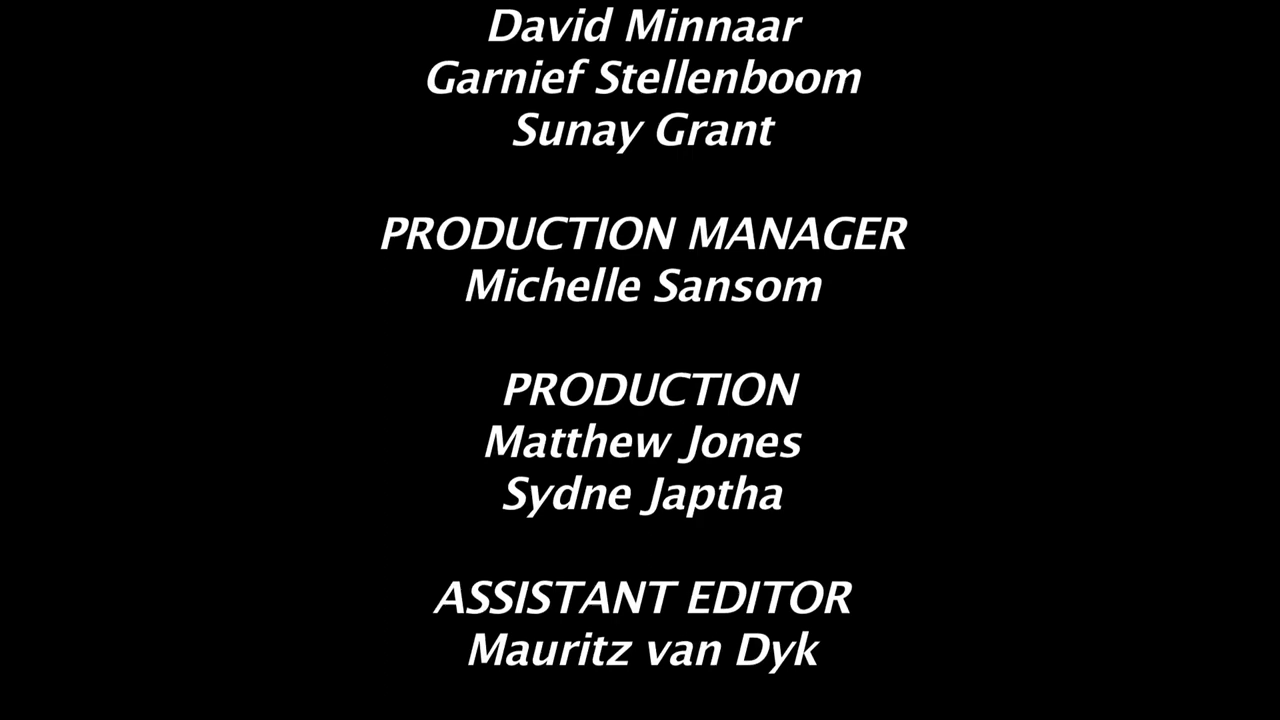 David Minnaar
Garnief Stellenboom
Sunay Grant
PRODUCTION MANAGER
Michelle Sansom
PRODUCTION
Matthew Jones
Sydne Japtha
ASSISTANT EDITOR
Mauritz van Dyk